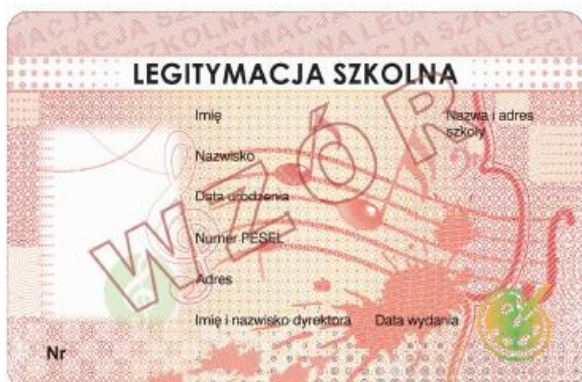 LEGITYMACJA SZKOLNA
Imię
Nazwa i adres
szkoły
Nazwisko
Data urodzenia
Numer PESEL
Adres
Imię i nazwisko dyrektora Data wydania
Nr
WZÓR